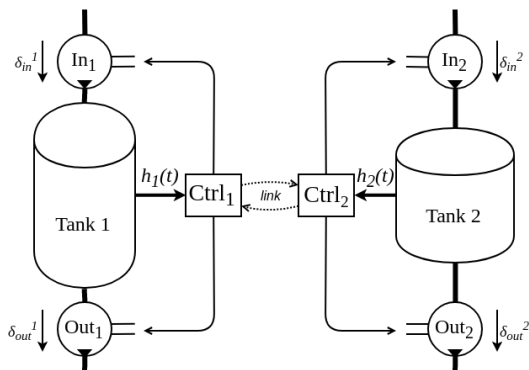 δin1
In1
In2
δin2
h1(t)
h2(t)
Ctrl1
link
Ctrl2
Tank 1
Tank 2
δout1
Out1
Out2
δout2